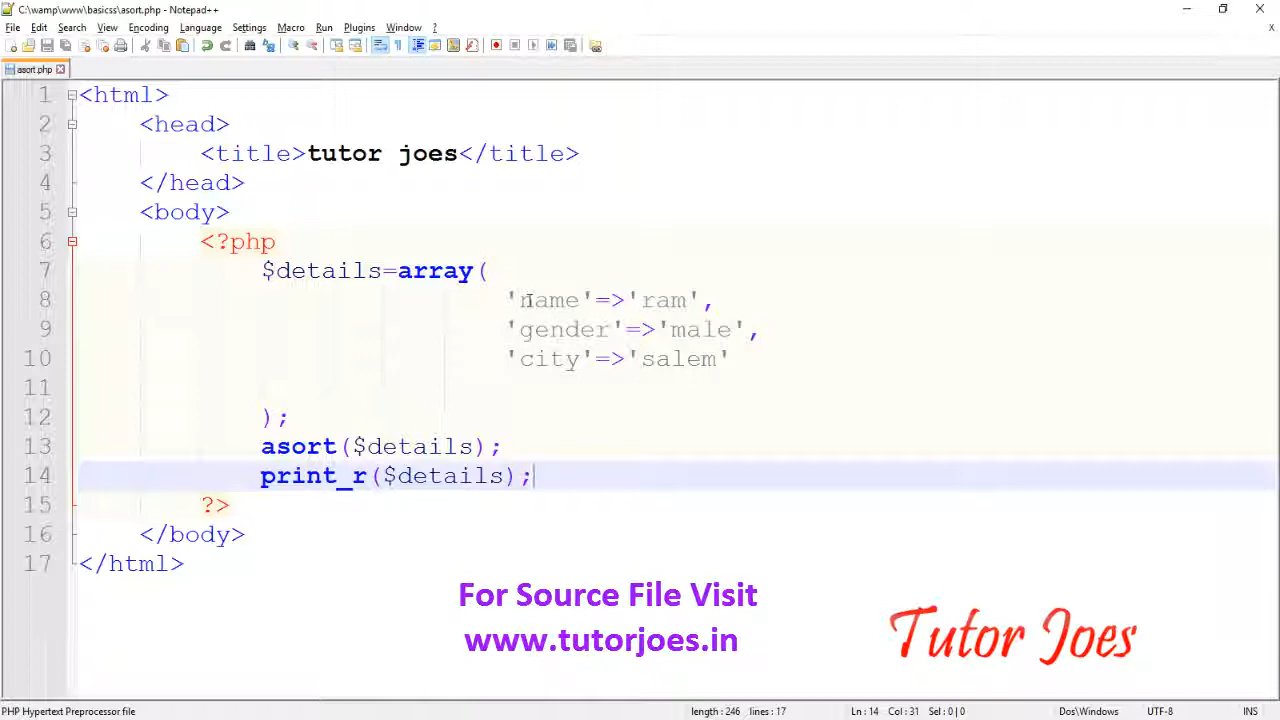 C:\wamp\www\basicss\asort.php - Notepad++
File Edit Search View Encoding Language Settings Macro Run Plugins Window ?
X
asort.php
1 <html>
2 <head>
3 <title>tutor joes</title>
4 </head>
5 <body>
6 <?php
7 $details=array(
8 'name'=>'ram',
9 'gender'=>'male',
10 'city'=>'salem'
11
12 );
13 asort($details);
14 print_r($details);
15 ?>
16 </body>
17 </html>
For Source File Visit
www.tutorjoes.in
Tutor Joes
PHP Hypertext Preprocessor file length : 246 lines : 17 Ln : 14 Col : 31 Sel : 0 | 0 Dos\Windows UTF-8 INS